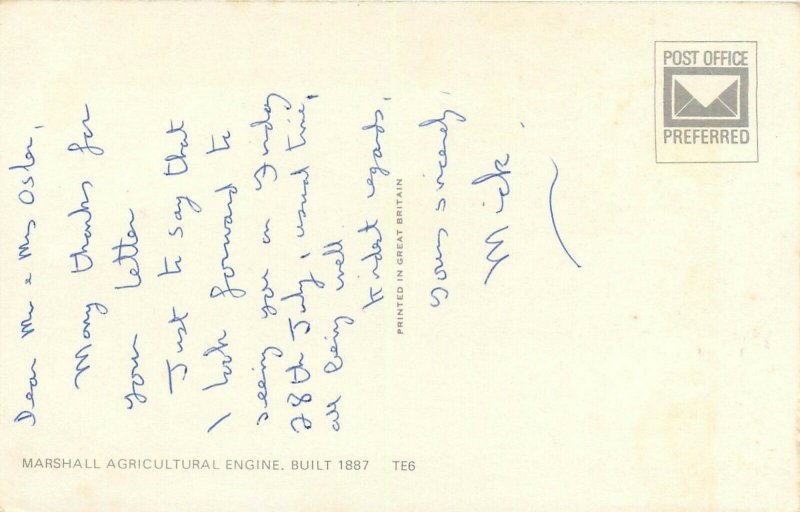 Dear Mr & Mrs Osler,
Many thanks for
your letter
Just to say that
I look forward to
seeing you on Friday
28th July, usual time,
all being well.
Kindest regards,
Yours sincerely,
Mick.
PRINTED IN GREAT BRITAIN
POST OFFICE
PREFERRED
MARSHALL AGRICULTURAL ENGINE. BUILT 1887 TE6